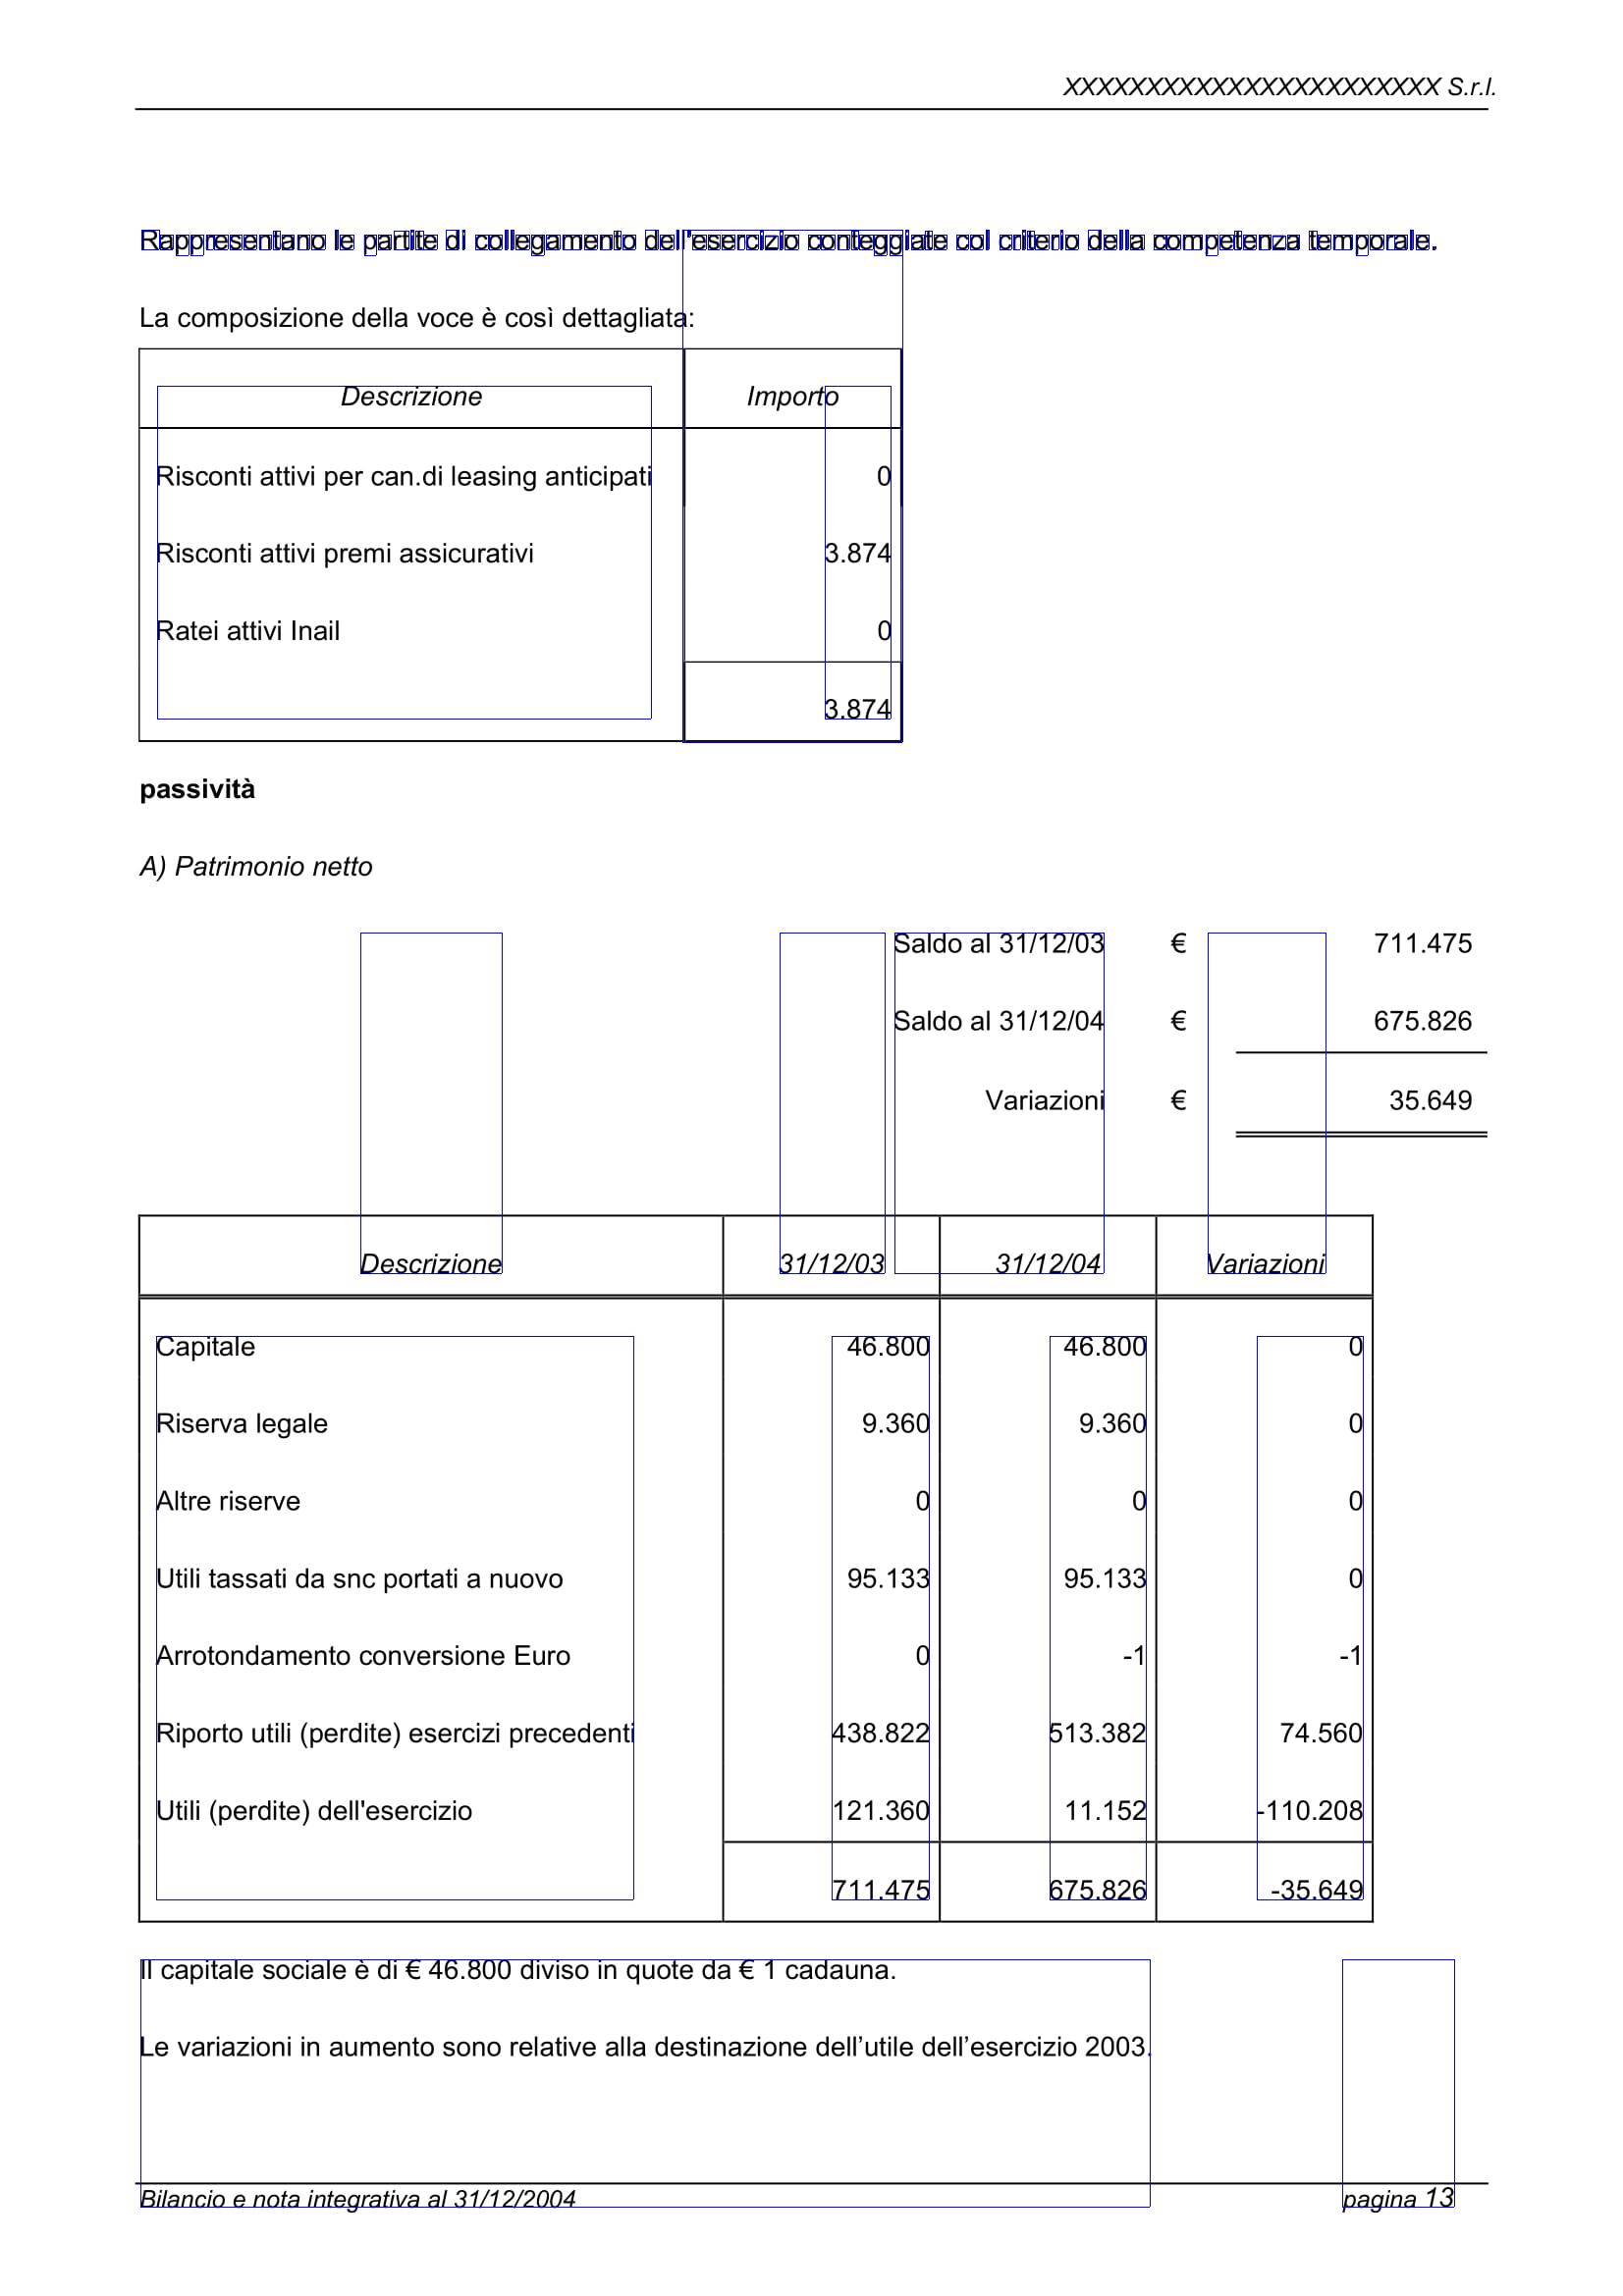 XXXXXXXXXXXXXXXXXXXXXXX S.r.l.
Rappresentano le partite di collegamento dell'esercizio conteggiate col criterio della competenza temporale.
La composizione della voce è così dettagliata:
Descrizione Importo
Risconti attivi per can.di leasing anticipati 0
Risconti attivi premi assicurativi 3.874
Ratei attivi Inail 0
3.874
passività
A) Patrimonio netto
Saldo al 31/12/03 € 711.475
Saldo al 31/12/04 € 675.826
Variazioni € 35.649
Descrizione 31/12/03 31/12/04 Variazioni
Capitale 46.800 46.800 0
Riserva legale 9.360 9.360 0
Altre riserve 0 0 0
Utili tassati da snc portati a nuovo 95.133 95.133 0
Arrotondamento conversione Euro 0 -1 -1
Riporto utili (perdite) esercizi precedenti 438.822 513.382 74.560
Utili (perdite) dell'esercizio 121.360 11.152 -110.208
711.475 675.826 -35.649
Il capitale sociale è di € 46.800 diviso in quote da € 1 cadauna.
Le variazioni in aumento sono relative alla destinazione dell’utile dell’esercizio 2003.
Bilancio e nota integrativa al 31/12/2004 pagina 13